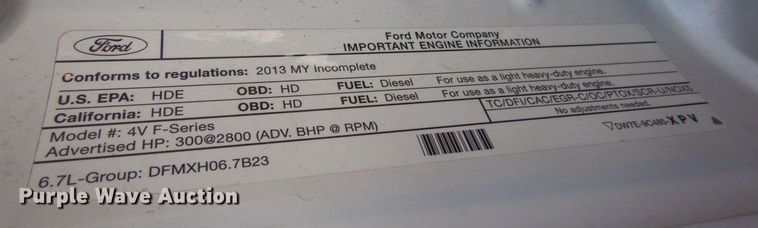 Ford
Ford Motor Company
IMPORTANT ENGINE INFORMATION
Conforms to regulations: 2013 MY incomplete
U.S. EPA: HDE OBD: HD FUEL: Diesel For use as a light heavy-duty engine.
California: HDE OBD: HD FUEL: Diesel For use as a light heavy-duty engine.
Model #: 4V F-Series TC/DFI/CAC/EGR-C/OC/PTOX/SCR-U/NOXS
Advertised HP: 300@2800 (ADV. BHP @ RPM) No adjustments needed.
DW7E-9C485-XPV
6.7L-Group: DFMXH06.7B23
Purple Wave Auction